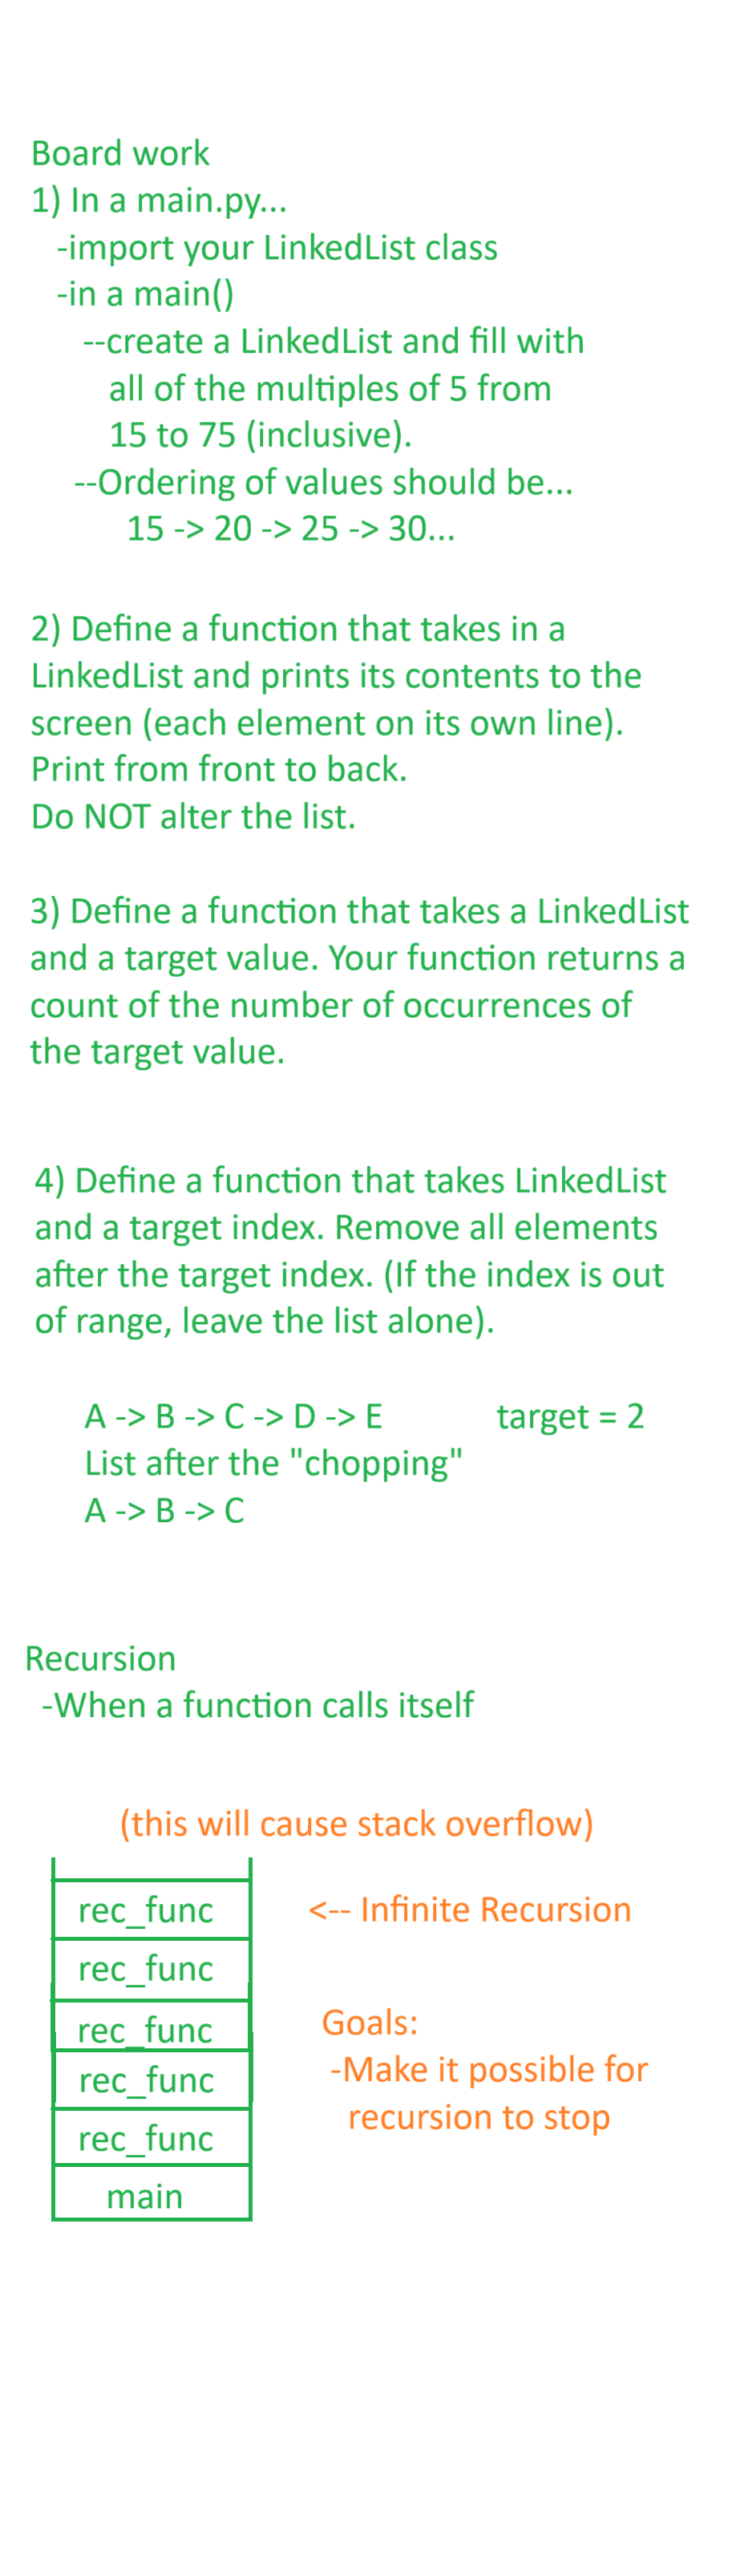 Board work
1) In a main.py...
-import your LinkedList class
-in a main()
--create a LinkedList and fill with
all of the multiples of 5 from
15 to 75 (inclusive).
--Ordering of values should be...
15 -> 20 -> 25 -> 30...
2) Define a function that takes in a
LinkedList and prints its contents to the
screen (each element on its own line).
Print from front to back.
Do NOT alter the list.
3) Define a function that takes a LinkedList
and a target value. Your function returns a
count of the number of occurrences of
the target value.
4) Define a function that takes LinkedList
and a target index. Remove all elements
after the target index. (If the index is out
of range, leave the list alone).
A -> B -> C -> D -> E target = 2
List after the "chopping"
A -> B -> C
Recursion
-When a function calls itself
(this will cause stack overflow)
rec_func <-- Infinite Recursion
rec_func
rec_func Goals:
rec_func -Make it possible for
rec_func recursion to stop
main